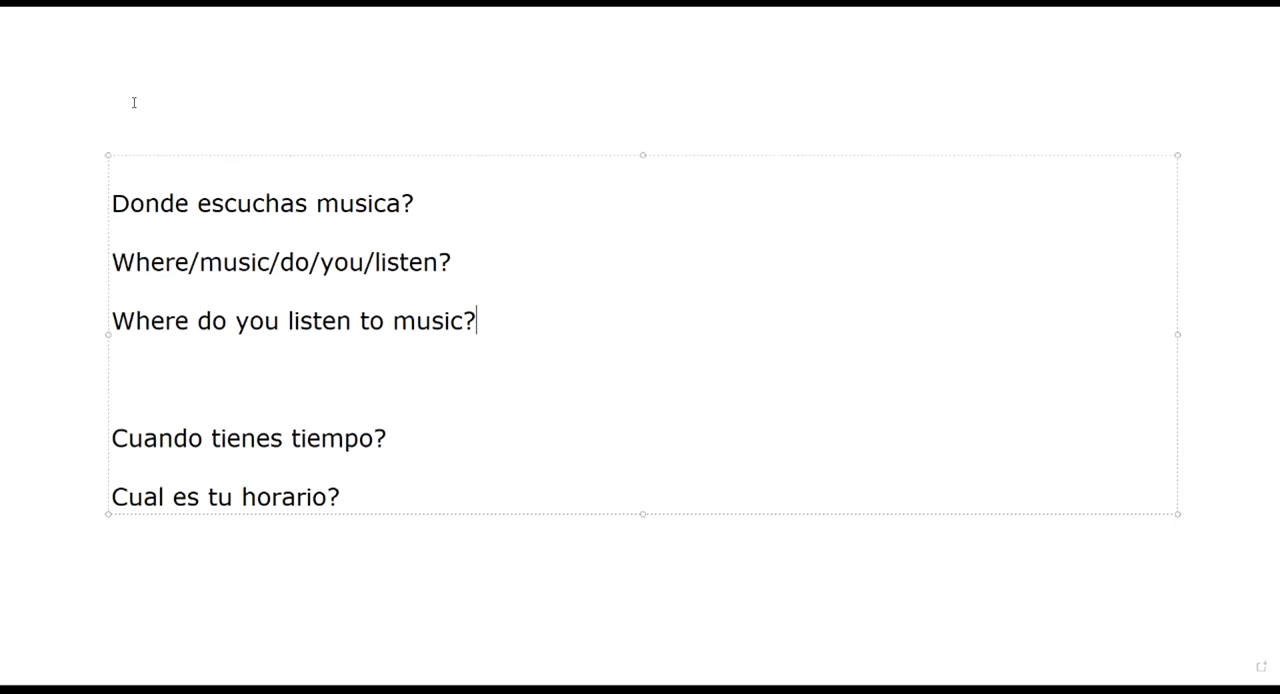 Donde escuchas musica?
Where/music/do/you/listen?
Where do you listen to music?
Cuando tienes tiempo?
Cual es tu horario?